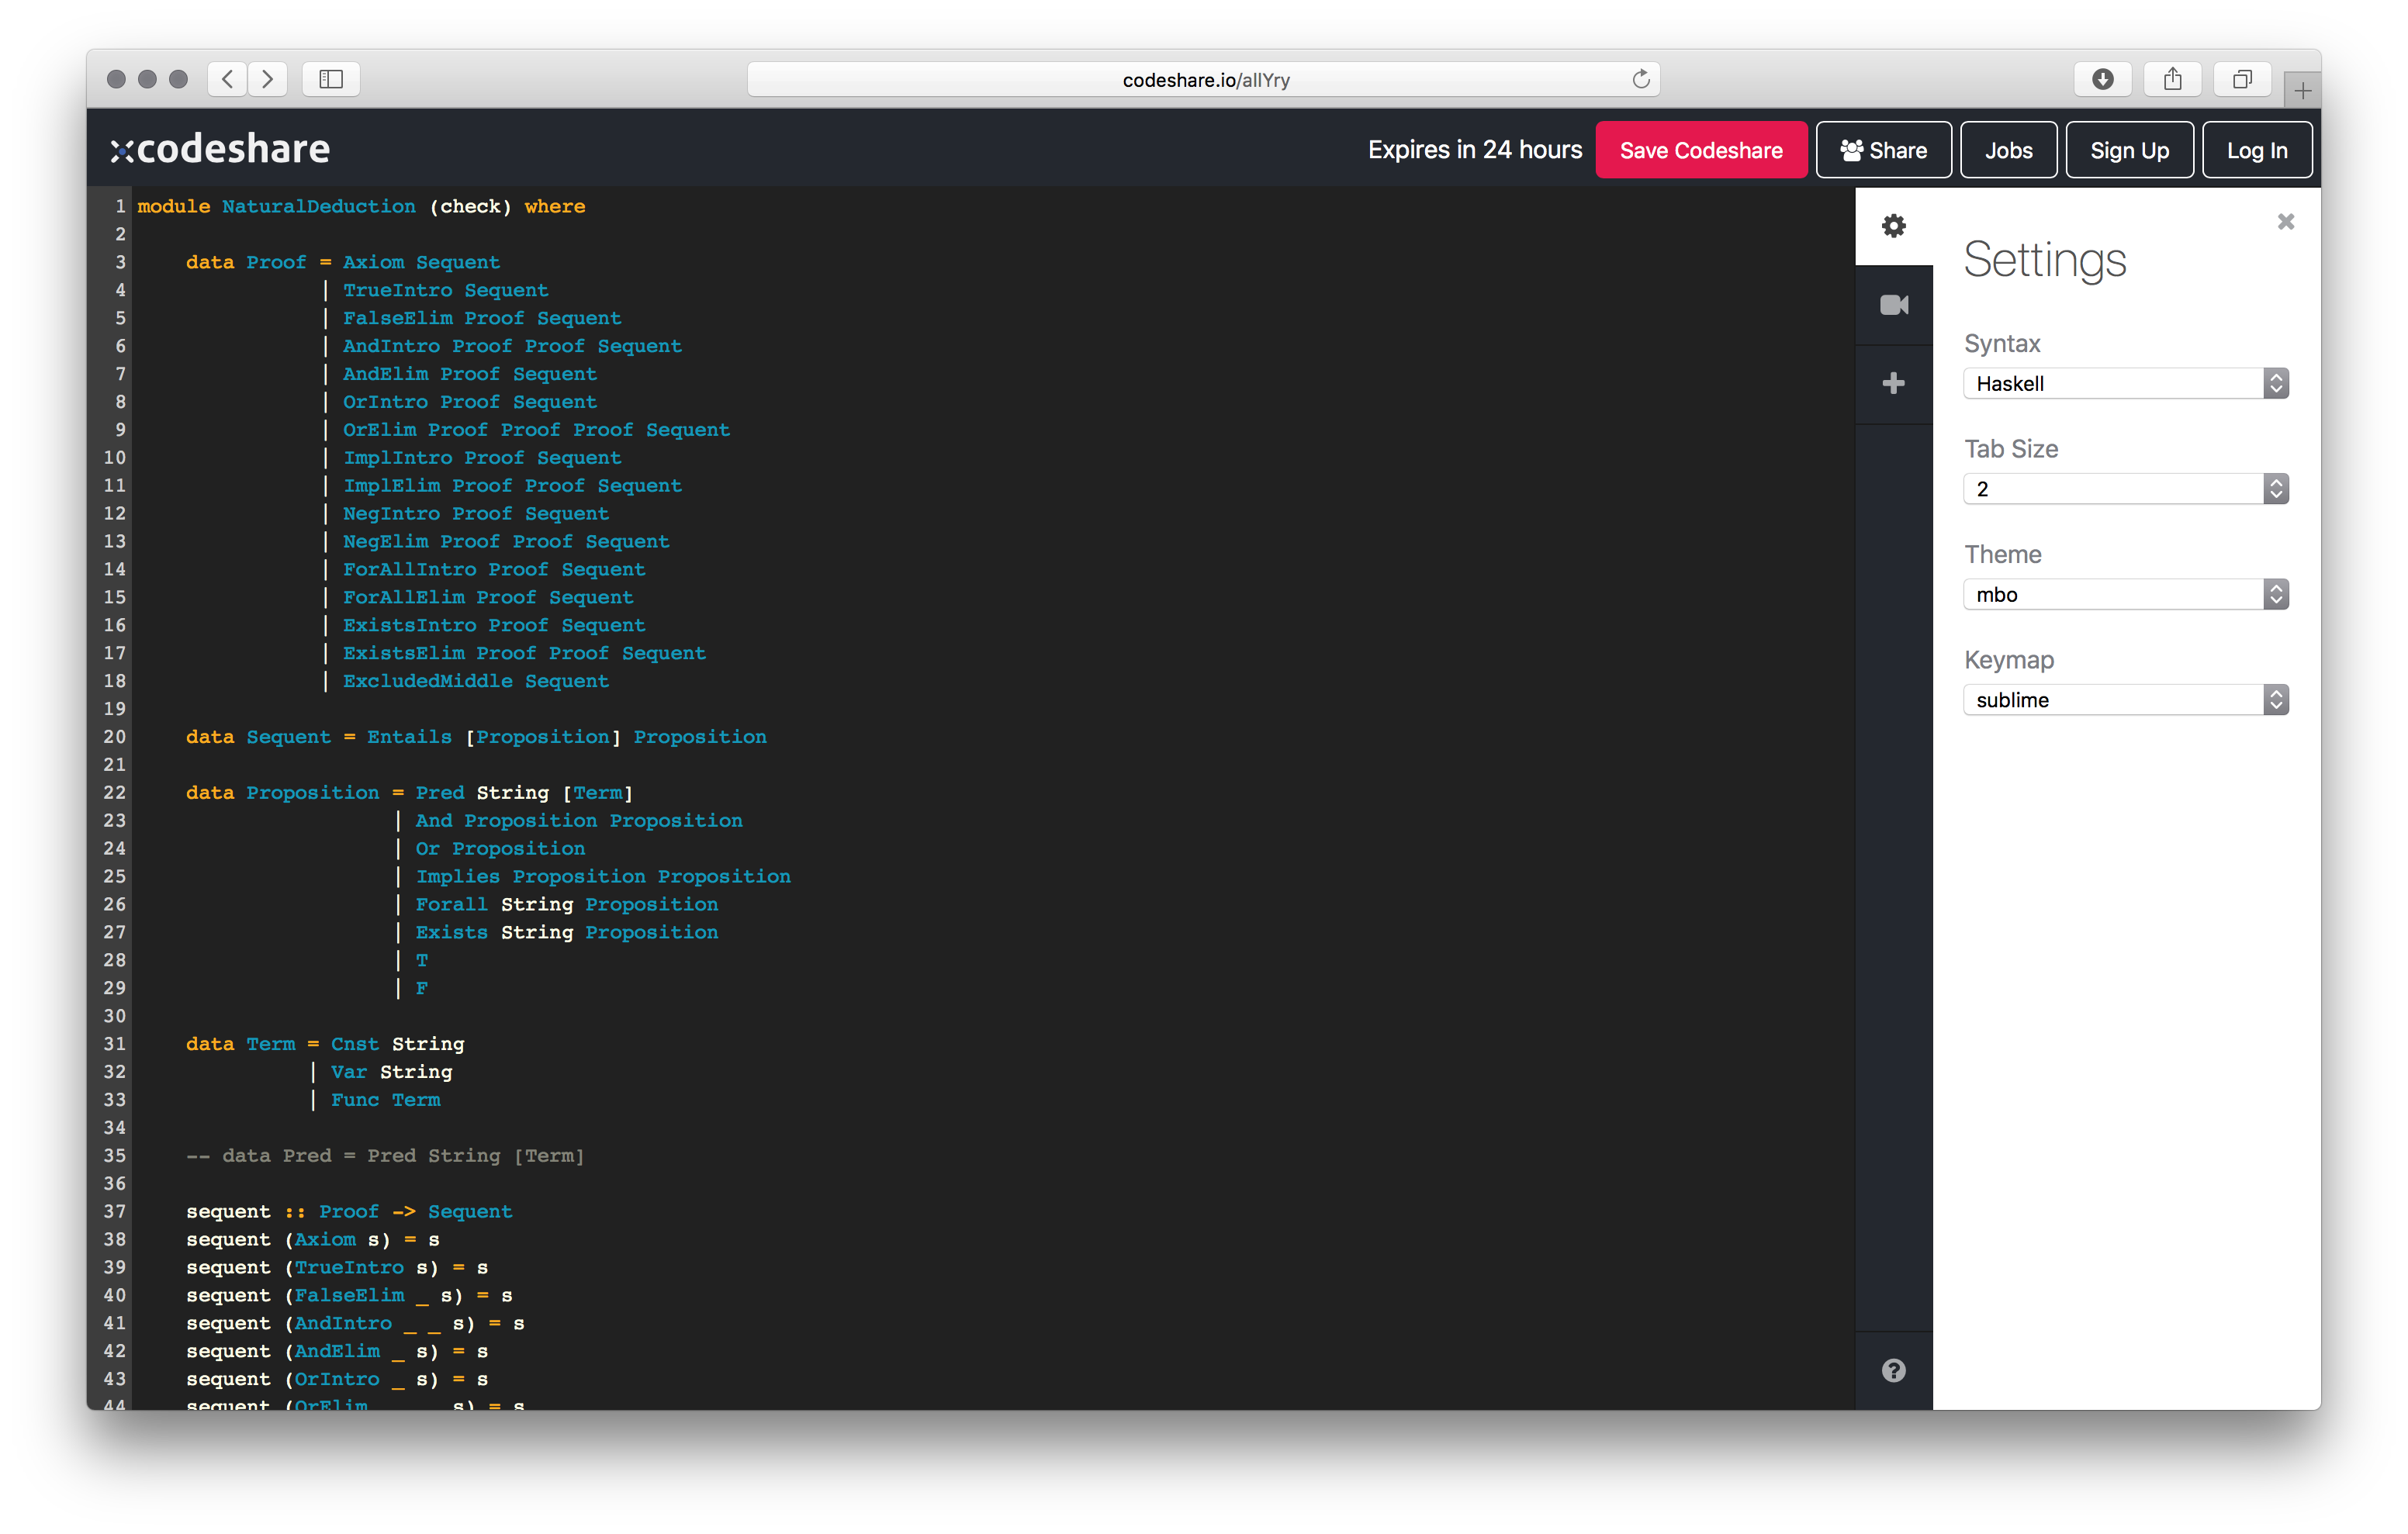 codeshare.io/allYry
codeshare
Expires in 24 hours
Save Codeshare
Share
Jobs
Sign Up
Log In
1 module NaturalDeduction (check) where
2
3 data Proof = Axiom Sequent
4 | TrueIntro Sequent
5 | FalseElim Proof Sequent
6 | AndIntro Proof Proof Sequent
7 | AndElim Proof Sequent
8 | OrIntro Proof Sequent
9 | OrElim Proof Proof Proof Sequent
10 | ImplIntro Proof Sequent
11 | ImplElim Proof Proof Sequent
12 | NegIntro Proof Sequent
13 | NegElim Proof Proof Sequent
14 | ForAllIntro Proof Sequent
15 | ForAllElim Proof Sequent
16 | ExistsIntro Proof Sequent
17 | ExistsElim Proof Proof Sequent
18 | ExcludedMiddle Sequent
19
20 data Sequent = Entails [Proposition] Proposition
21
22 data Proposition = Pred String [Term]
23 | And Proposition Proposition
24 | Or Proposition
25 | Implies Proposition Proposition
26 | Forall String Proposition
27 | Exists String Proposition
28 | T
29 | F
30
31 data Term = Cnst String
32 | Var String
33 | Func Term
34
35 -- data Pred = Pred String [Term]
36
37 sequent :: Proof -> Sequent
38 sequent (Axiom s) = s
39 sequent (TrueIntro s) = s
40 sequent (FalseElim _ s) = s
41 sequent (AndIntro _ _ s) = s
42 sequent (AndElim _ s) = s
43 sequent (OrIntro _ s) = s
44 sequent (OrElim s) = s
Settings
Syntax
Haskell
Tab Size
2
Theme
mbo
Keymap
sublime